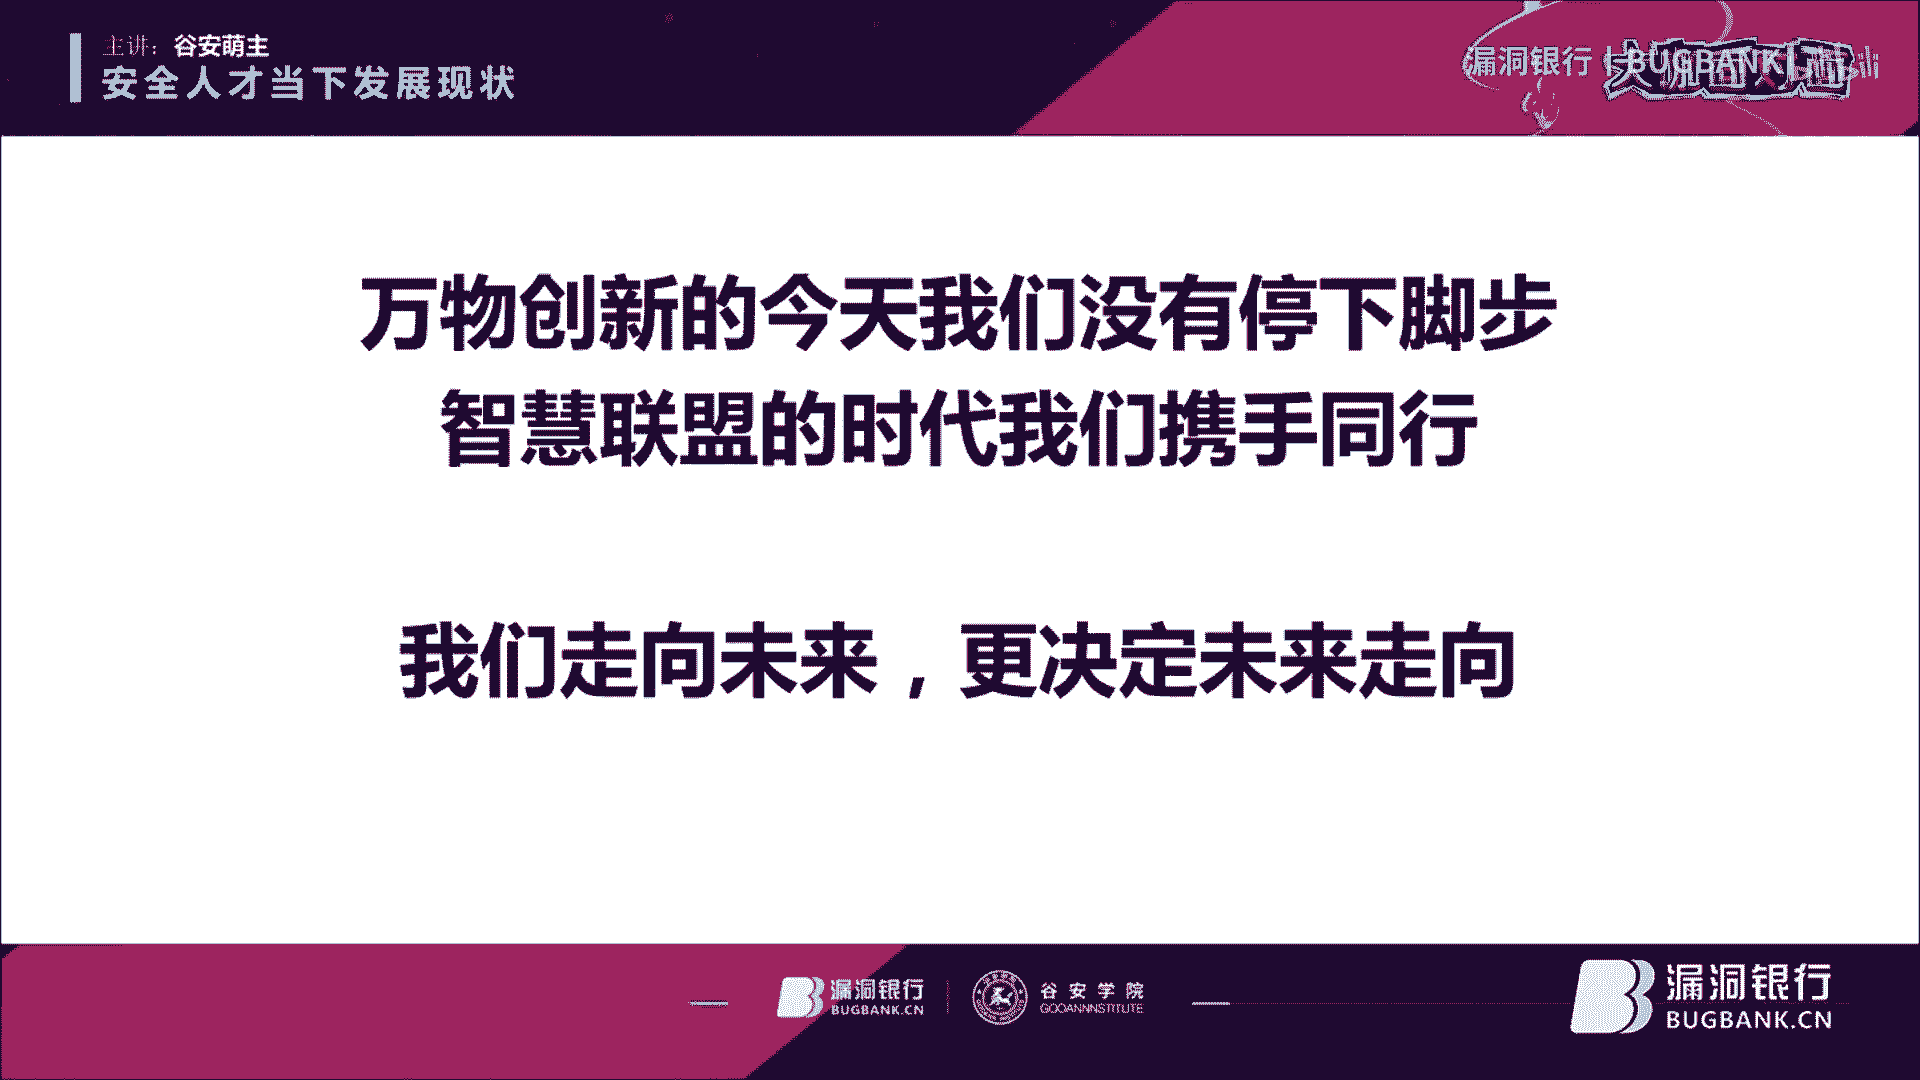 主讲：谷安萌主
安全人才当下发展现状
漏洞银行 BUGBANK
万物创新的今天我们没有停下脚步
智慧联盟的时代我们携手同行
我们走向未来，更决定未来走向
漏洞银行
BUGBANK.CN
谷安学院
GOOANNNSTITUTE
漏洞银行
BUGBANK.CN